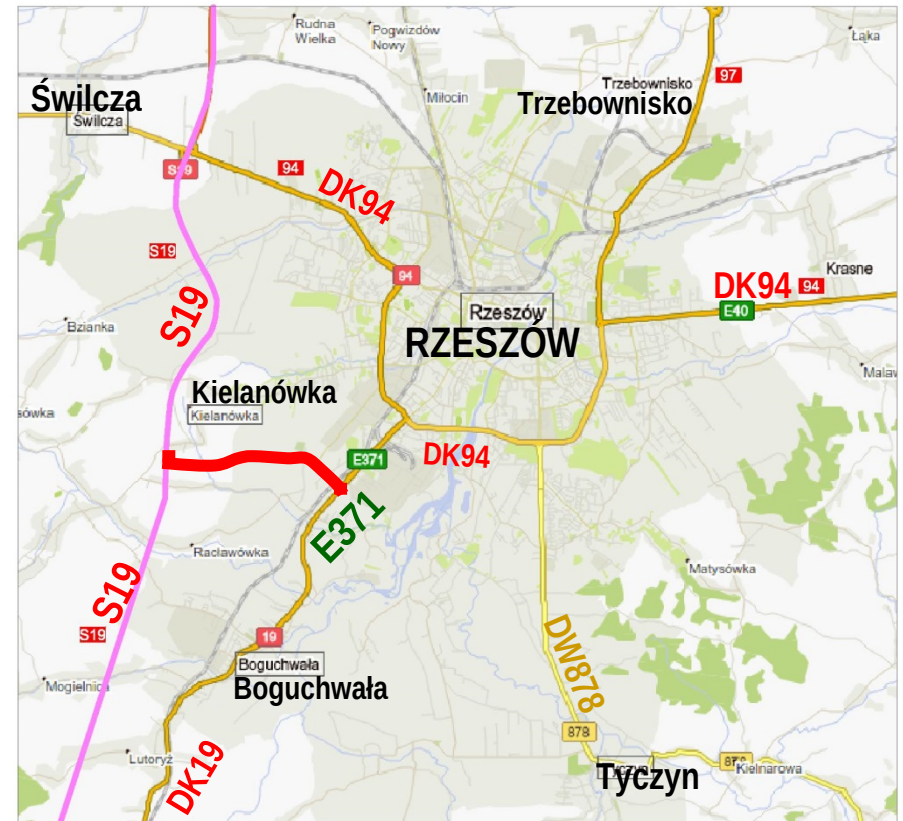 Rudna
Wielka
Pogwizdów
Nowy
Łąka
Świlcza
Świlcza
Miłocin
Trzebownisko
Trzebownisko
97
S19
94
DK94
S19
94
Krasne
DK94
94
E40
S19
Rzeszów
RZESZÓW
Bzianka
Kielanówka
Kielanówka
E371
DK94
E371
Racławówka
Matysówka
S19
S19
19
Boguchwała
Boguchwała
DW878
Mogielnica
878
Lutoryż
DK19
Tyczyn
Tyczyn
878
Kielnarowa